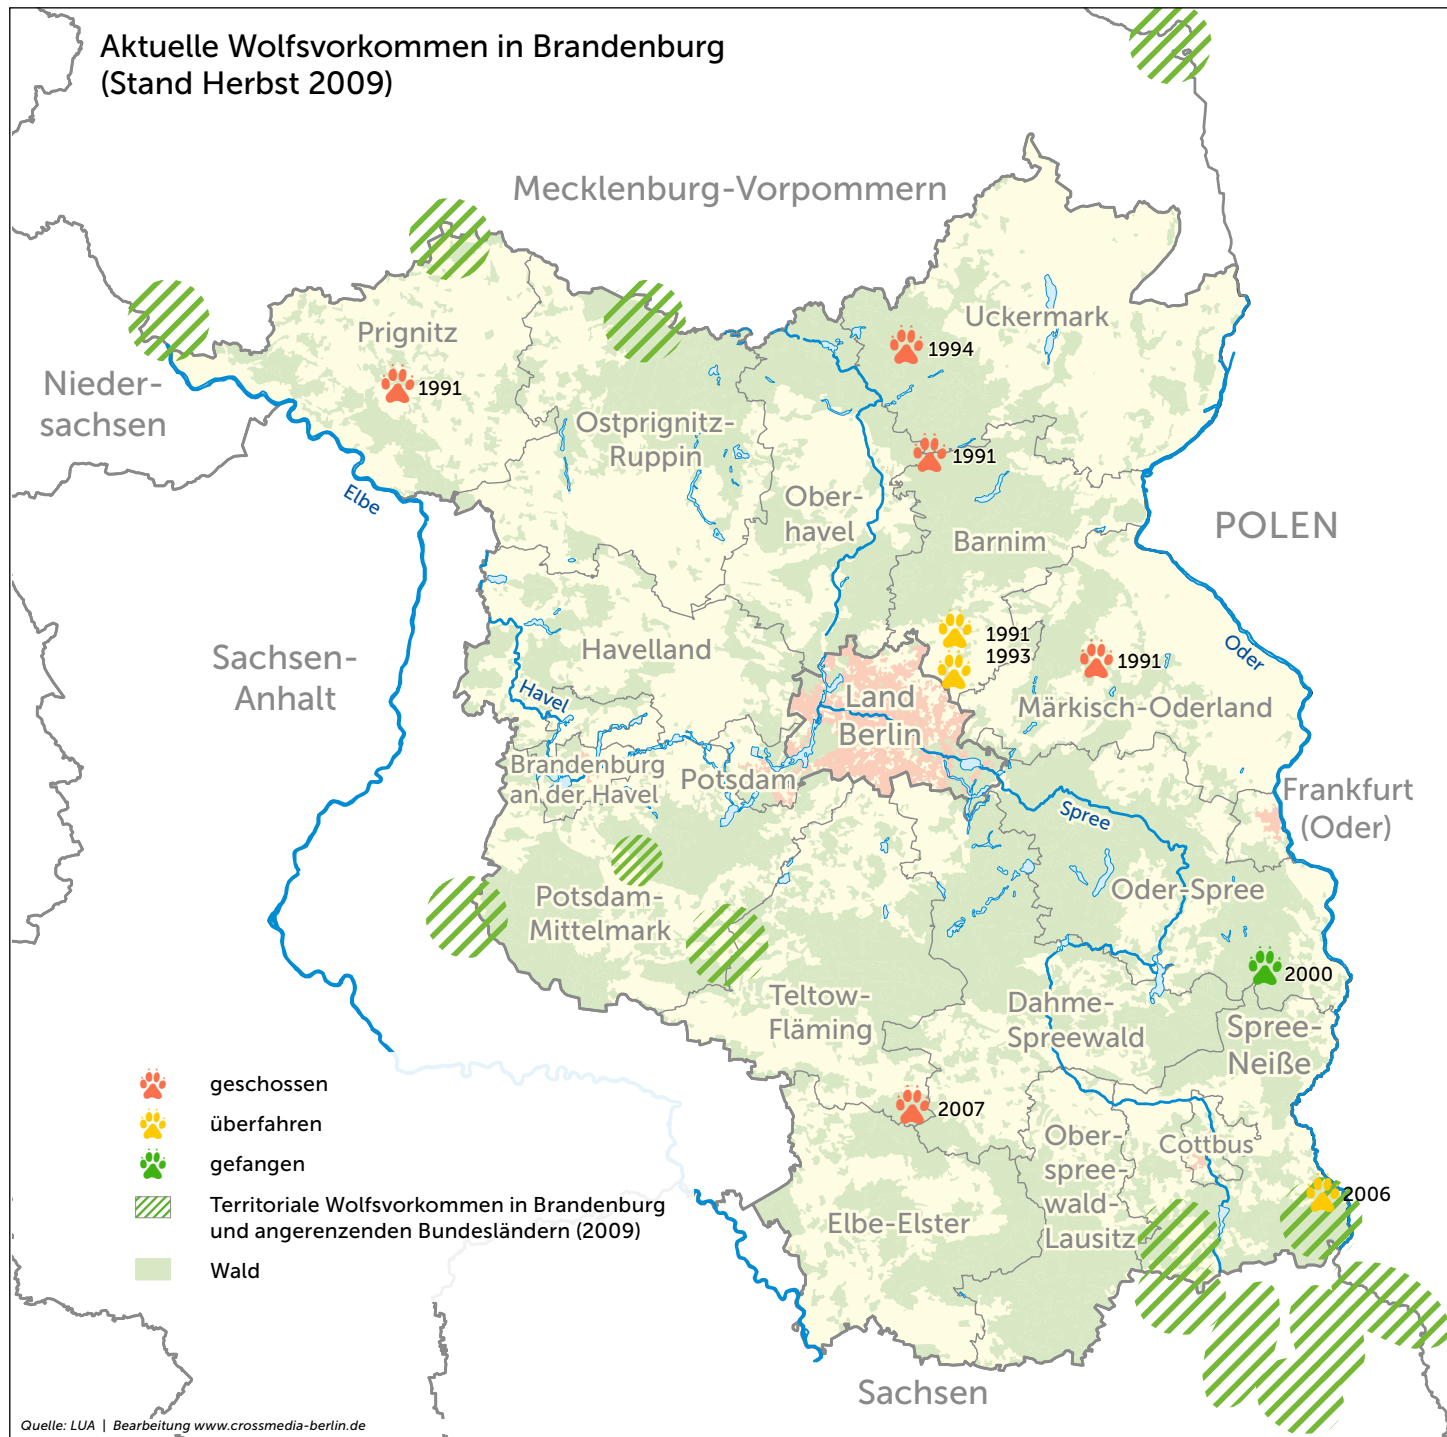 Aktuelle Wolfsvorkommen in Brandenburg
(Stand Herbst 2009)
Mecklenburg-Vorpommern
Uckermark
Prignitz
1994
1991
Nieder-
sachsen
Ostprignitz-
Ruppin
1991
Elbe
Ober-
havel
POLEN
Barnim
1991
1993
1991
Oder
Sachsen-
Anhalt
Havelland
Havel
Land
Berlin
Märkisch-Oderland
Brandenburg
an der Havel
Potsdam
Frankfurt
(Oder)
Spree
Potsdam-
Mittelmark
Oder-Spree
2000
Teltow-
Fläming
Dahme-
Spreewald
Spree-
Neiße
2007
Ober-
spree-
wald-
Lausitz
Cottbus
2006
Elbe-Elster
Sachsen
geschossen
überfahren
gefangen
Territoriale Wolfsvorkommen in Brandenburg
und angerenzenden Bundesländern (2009)
Wald
Quelle: LUA | Bearbeitung www.crossmedia-berlin.de